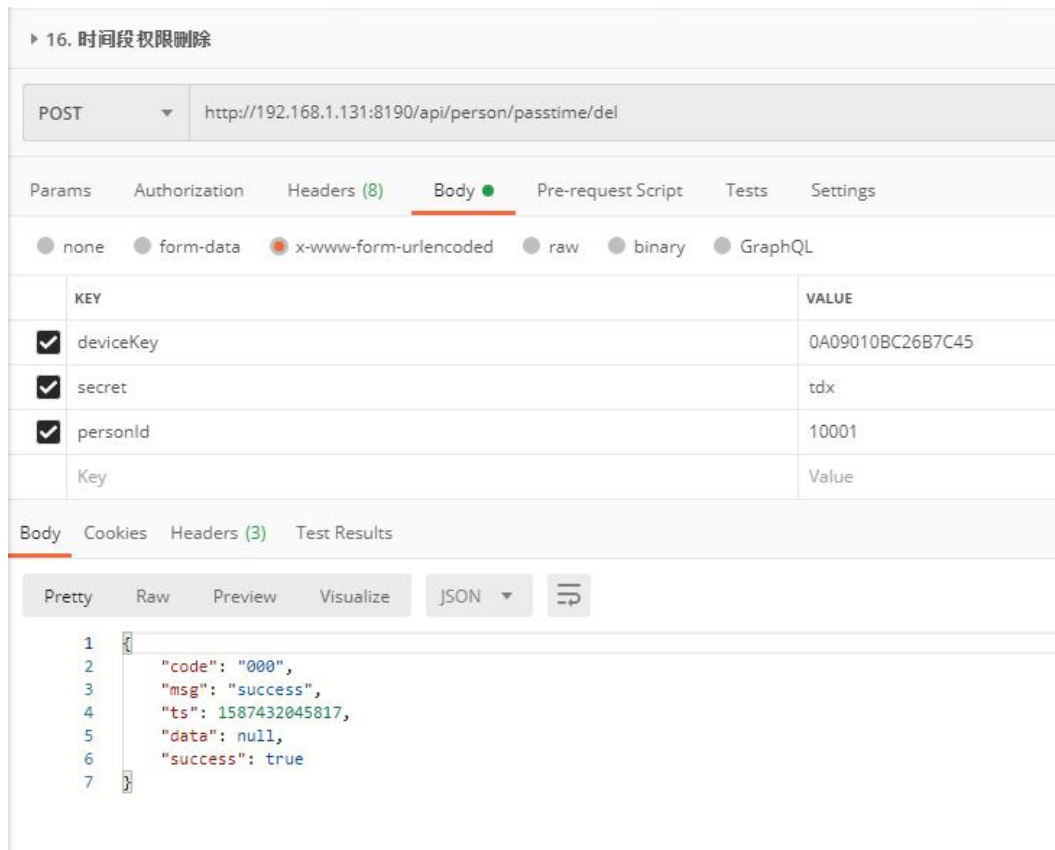 16. 时间段权限删除
POST http://192.168.1.131:8190/api/person/passtime/del
Params Authorization Headers (8) Body Pre-request Script Tests Settings
none form-data x-www-form-urlencoded raw binary GraphQL
KEY VALUE
deviceKey 0A09010BC26B7C45
secret tdx
personId 10001
Key Value
Body Cookies Headers (3) Test Results
Pretty Raw Preview Visualize JSON
1 {
2 "code": "000",
3 "msg": "success",
4 "ts": 1587432045817,
5 "data": null,
6 "success": true
7 }